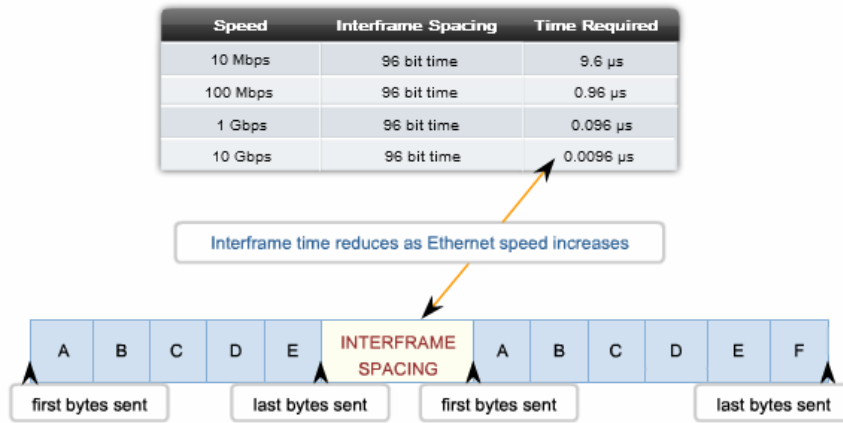 Speed Interframe Spacing Time Required
10 Mbps 96 bit time 9.6 µs
100 Mbps 96 bit time 0.96 µs
1 Gbps 96 bit time 0.096 µs
10 Gbps 96 bit time 0.0096 µs
Interframe time reduces as Ethernet speed increases
A B C D E INTERFRAME SPACING A B C D E F
first bytes sent last bytes sent first bytes sent last bytes sent